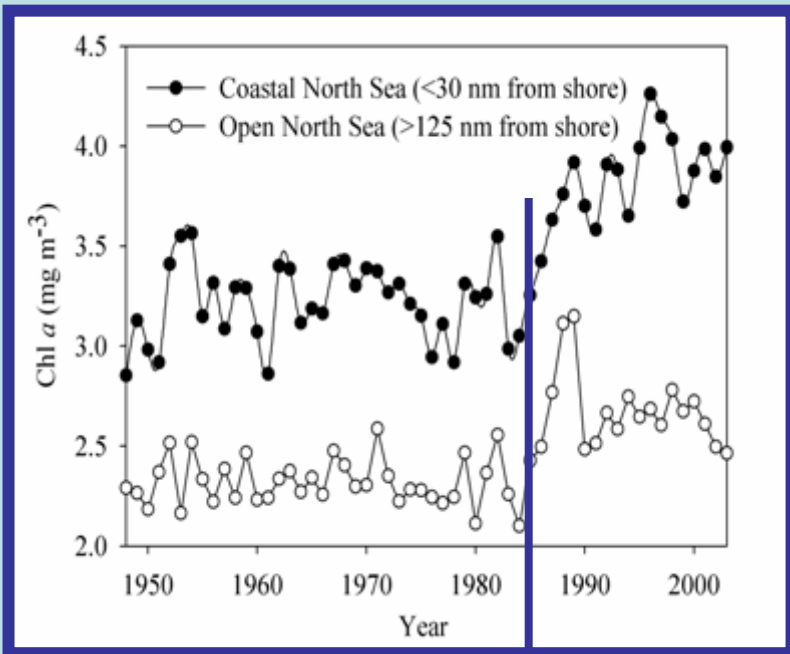 4.5
Coastal North Sea (<30 nm from shore)
Open North Sea (>125 nm from shore)
4.0
3.5
3.0
2.5
2.0
Chl a (mg m⁻³)
1950 1960 1970 1980 1990 2000
Year